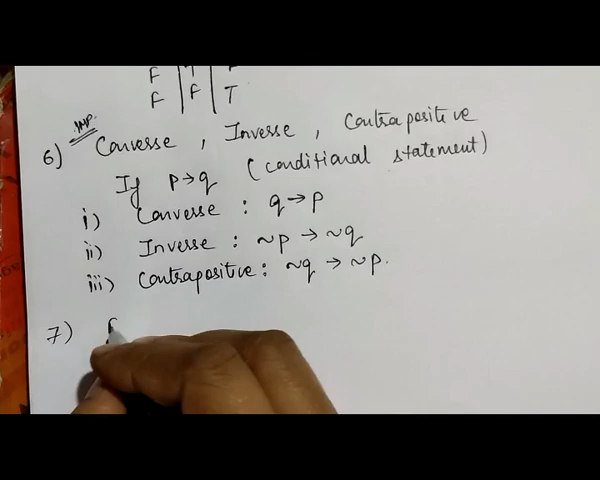 F T F
F F T
Imp.
6) Converse , Inverse , Contrapositive
If p→q (conditional statement)
i) Converse : q→p
ii) Inverse : ~p → ~q
iii) Contrapositive : ~q → ~p.
7)